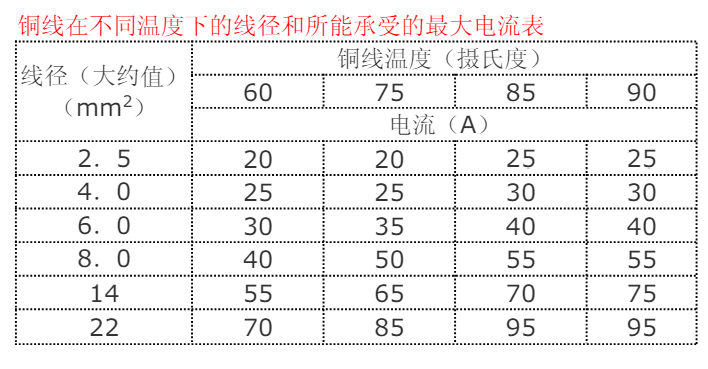 铜线在不同温度下的线径和所能承受的最大电流表
线径（大约值）（mm²） 铜线温度（摄氏度）
60 75 85 90
电流（A）
2．5 20 20 25 25
4．0 25 25 30 30
6．0 30 35 40 40
8．0 40 50 55 55
14 55 65 70 75
22 70 85 95 95